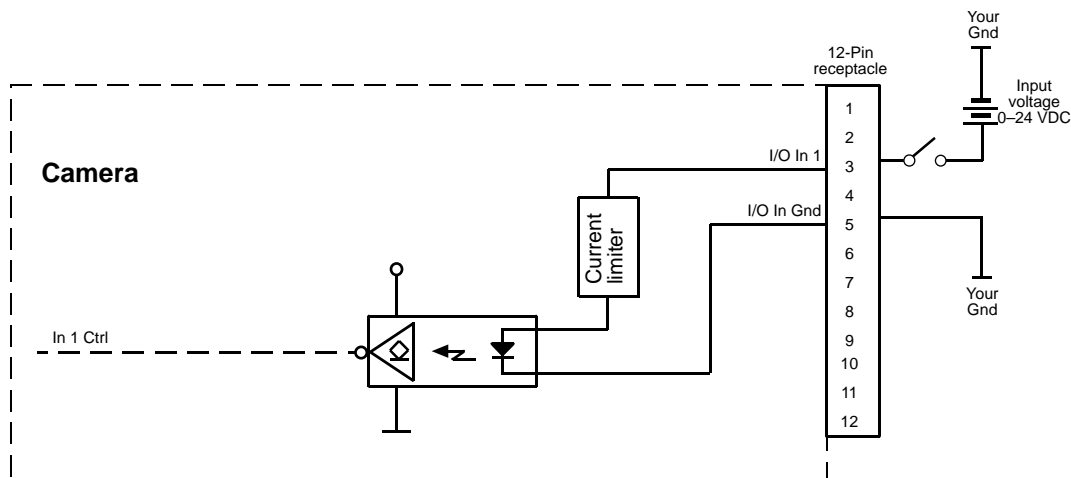 Your
Gnd
12-Pin
receptacle
Input
voltage
0–24 VDC
1
2
I/O In 1
3
Camera
4
I/O In Gnd
5
Current
limiter
6
7
Your
Gnd
8
In 1 Ctrl
9
10
11
12